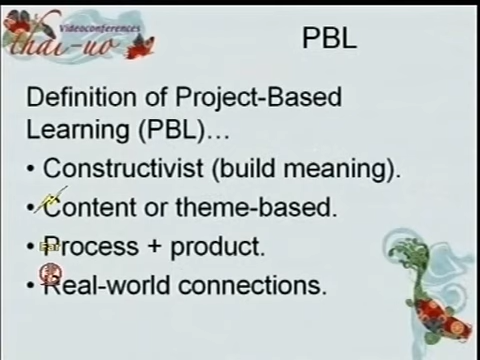 Videoconferences
thai-uo
PBL
Definition of Project-Based
Learning (PBL)…
• Constructivist (build meaning).
• Content or theme-based.
• Process + product.
• Real-world connections.